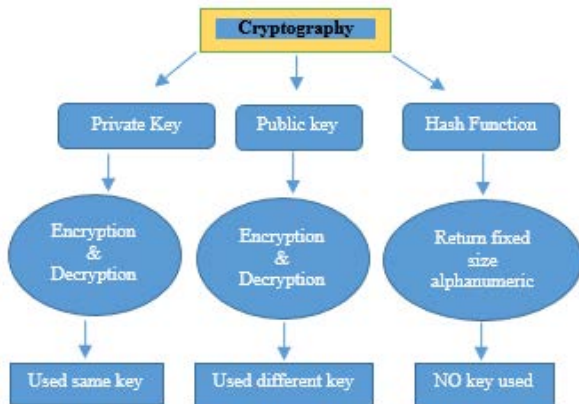 Cryptography
Private Key
Public key
Hash Function
Encryption
&
Decryption
Encryption
&
Decryption
Return fixed
size
alphanumeric
Used same key
Used different key
NO key used